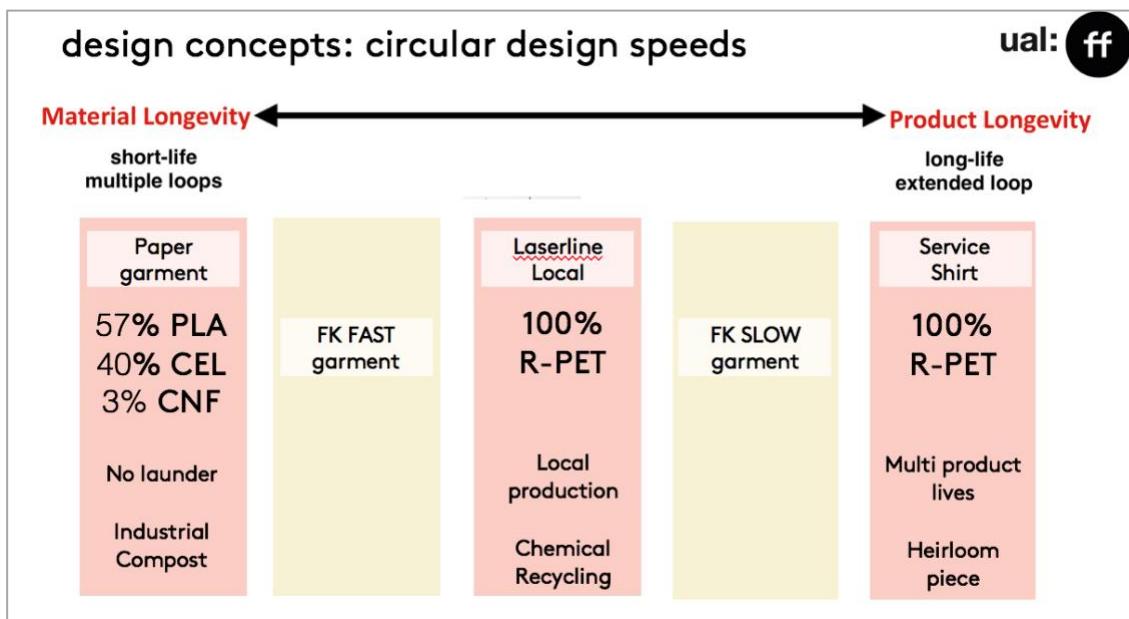 design concepts: circular design speeds
ual:
ff
Material Longevity
Product Longevity
short-life
multiple loops
long-life
extended loop
Paper
garment
57% PLA
40% CEL
3% CNF
No launder
Industrial
Compost
FK FAST
garment
Laserline
Local
100%
R-PET
Local
production
Chemical
Recycling
FK SLOW
garment
Service
Shirt
100%
R-PET
Multi product
lives
Heirloom
piece